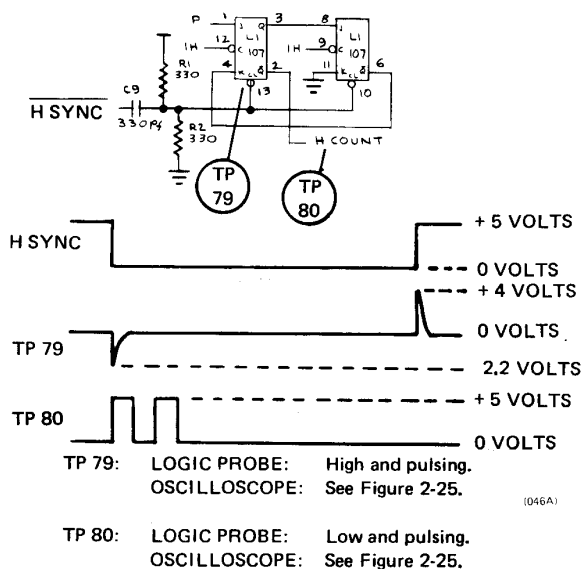 P 1 J Q 3 8 J
L1 L1
12 107 1H 9 107
1H C C
4 K CL Q̅ 2 11 K CL Q̅ 6
R1
330
13 10
C9
H SYNC
330Pf
R2
330
H COUNT
TP
79
TP
80
H SYNC
+ 5 VOLTS
0 VOLTS
+ 4 VOLTS
TP 79
0 VOLTS
2.2 VOLTS
TP 80
+ 5 VOLTS
0 VOLTS
TP 79: LOGIC PROBE: High and pulsing.
OSCILLOSCOPE: See Figure 2-25.
(046A)
TP 80: LOGIC PROBE: Low and pulsing.
OSCILLOSCOPE: See Figure 2-25.